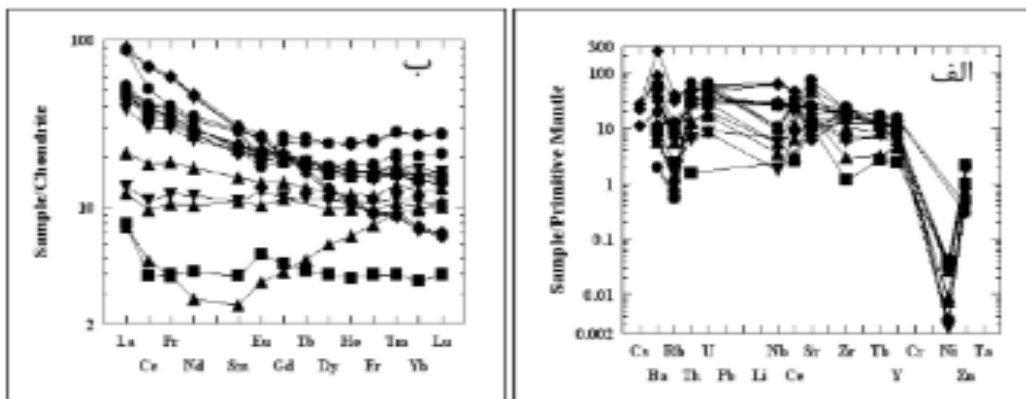 ب
Sample/Chondrite
100
10
2
La Pr Eu Tb He Tm Lu
Ce Nd Sm Gd Dy Er Yb
الف
Sample/Primitive Mantle
300
100
10
1
0.1
0.01
0.002
Cs Rb U Nb Sr Zr Tb Cr Ni Ta
Ba Th Pb Li Ce Y Zn